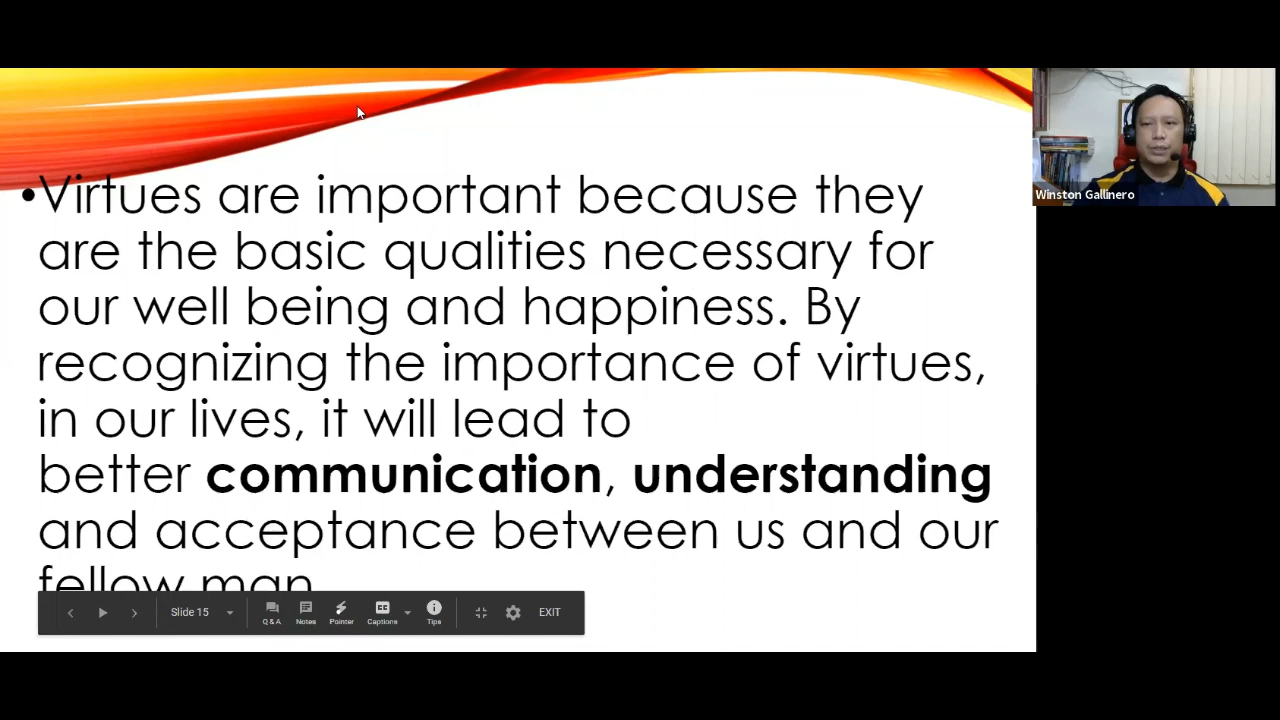 •Virtues are important because they
are the basic qualities necessary for
our well being and happiness. By
recognizing the importance of virtues,
in our lives, it will lead to
better communication, understanding
and acceptance between us and our
fellow man
Slide 15
Q & A
Notes
Pointer
Captions
Tips
EXIT
Winston Gallinero